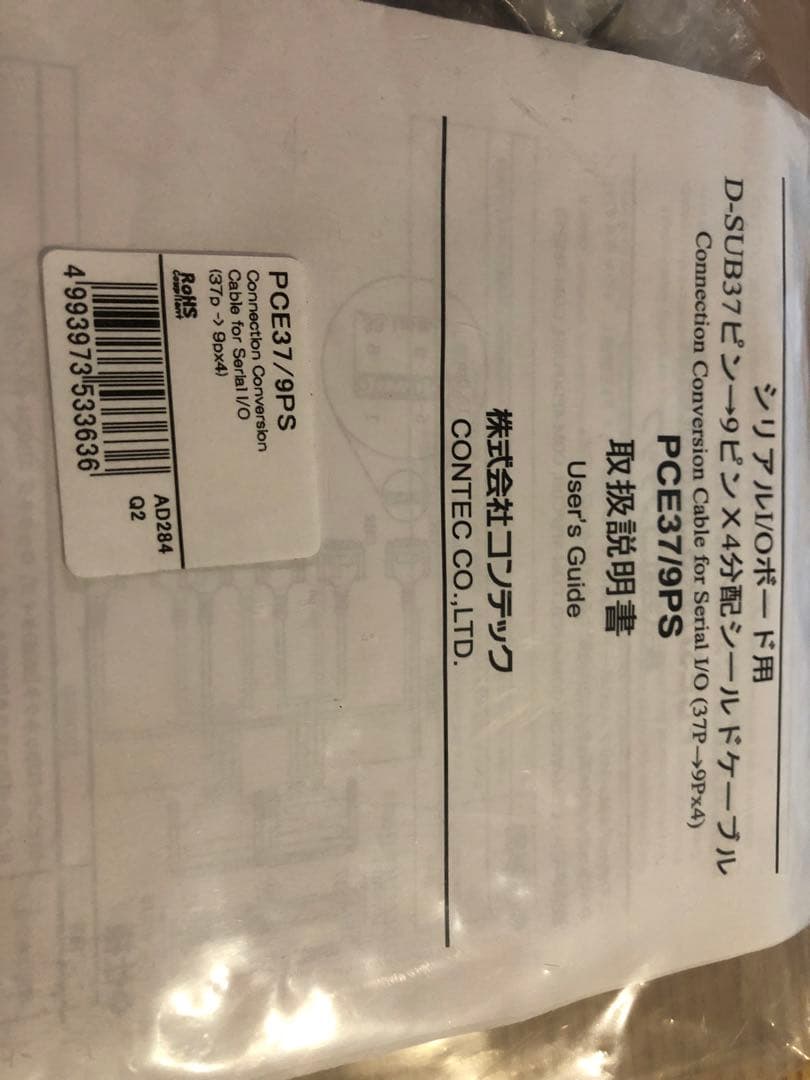 シリアルI/Oボード用
D-SUB37ピン→9ピン×4分配シールドケーブル
Connection Conversion Cable for Serial I/O (37P→9Px4)
PCE37/9PS
取扱説明書
User's Guide
株式会社コンテック
CONTEC CO.,LTD.
PCE37/9PS
Connection Conversion
Cable for Serial I/O
(37p -> 9px4)
RoHS
Compliant
AD284
Q2
4 993973 533636